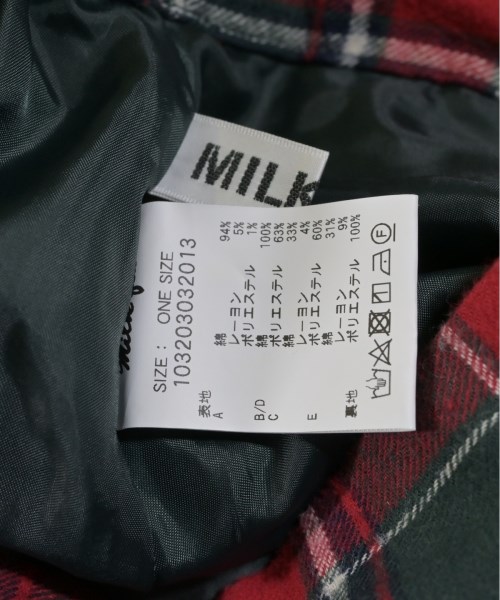 MILK
SIZE : ONE SIZE
103203032013
表地
A 綿 94%
レーヨン 5%
ポリエステル 1%
B/D 綿 100%
C ポリエステル 63%
綿 33%
レーヨン 4%
E ポリエステル 60%
綿 31%
レーヨン 9%
裏地 ポリエステル 100%